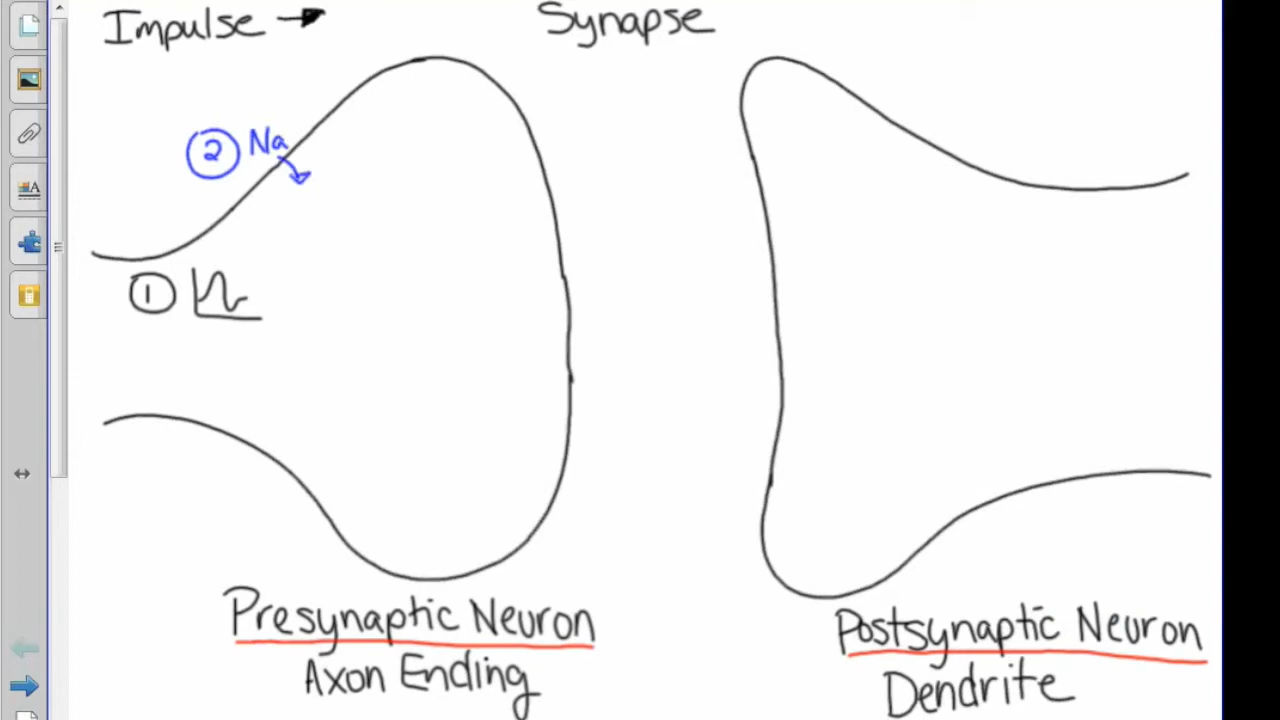 Impulse →
Synapse
② Na
①
Presynaptic Neuron
Axon Ending
Postsynaptic Neuron
Dendrite